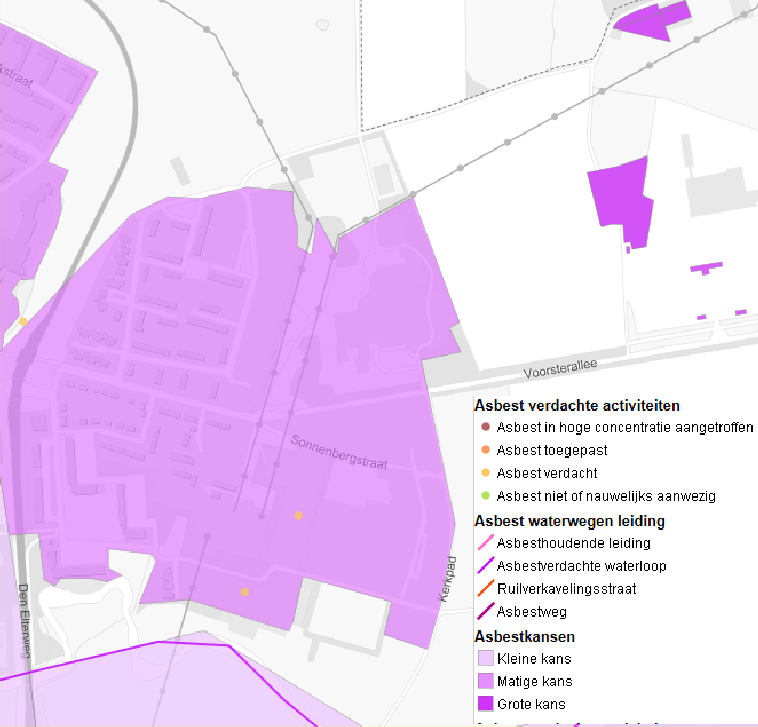 Voorsterallee
Sonnenbergstraat
Kerkpad
Den Elterweg
Asbest verdachte activiteiten
Asbest in hoge concentratie aangetroffen
Asbest toegepast
Asbest verdacht
Asbest niet of nauwelijks aanwezig
Asbest waterwegen leiding
Asbesthoudende leiding
Asbestverdachte waterloop
Ruilverkavelingsstraat
Asbestweg
Asbestkansen
Kleine kans
Matige kans
Grote kans